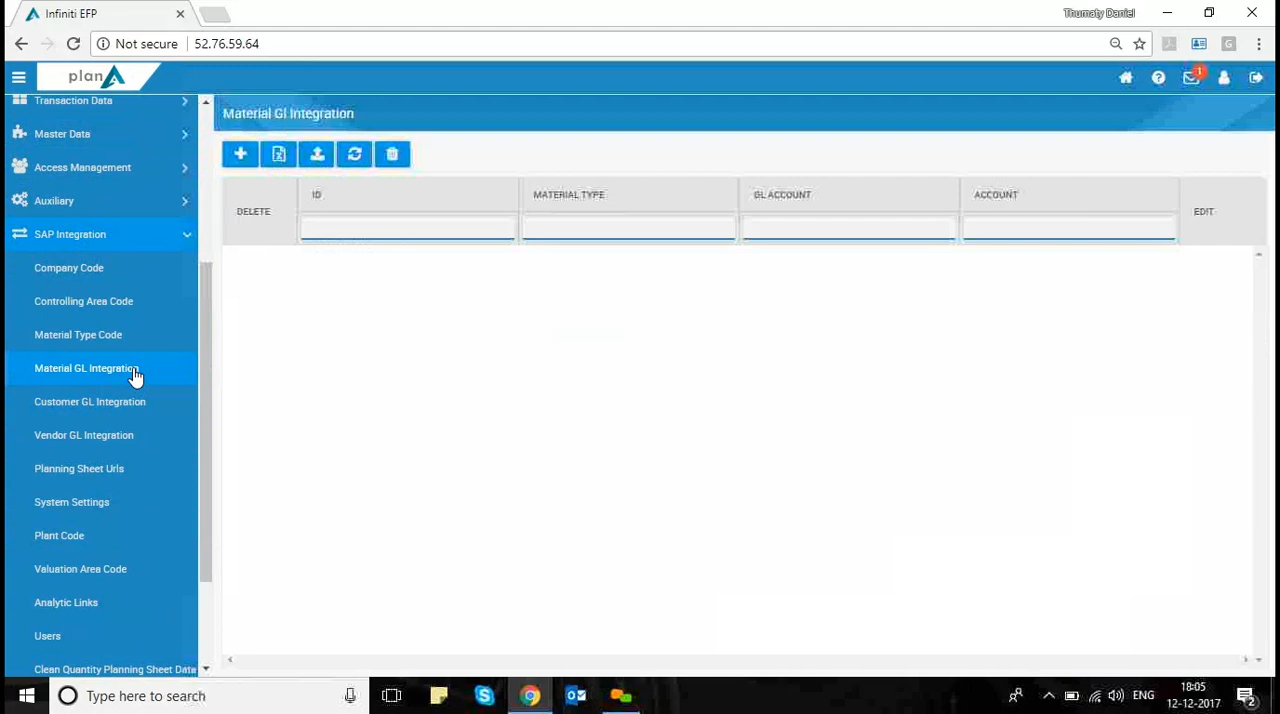 Infiniti EFP
Thumaty Daniel
Not secure 52.76.59.64
plan A
1
Transaction Data
Master Data
Access Management
Auxiliary
SAP Integration
Company Code
Controlling Area Code
Material Type Code
Material GL Integration
Customer GL Integration
Vendor GL Integration
Planning Sheet Urls
System Settings
Plant Code
Valuation Area Code
Analytic Links
Users
Clean Quantity Planning Sheet Data
Material Gl Integration
DELETE ID MATERIAL TYPE GL ACCOUNT ACCOUNT EDIT
Type here to search
ENG
18:05
12-12-2017
2